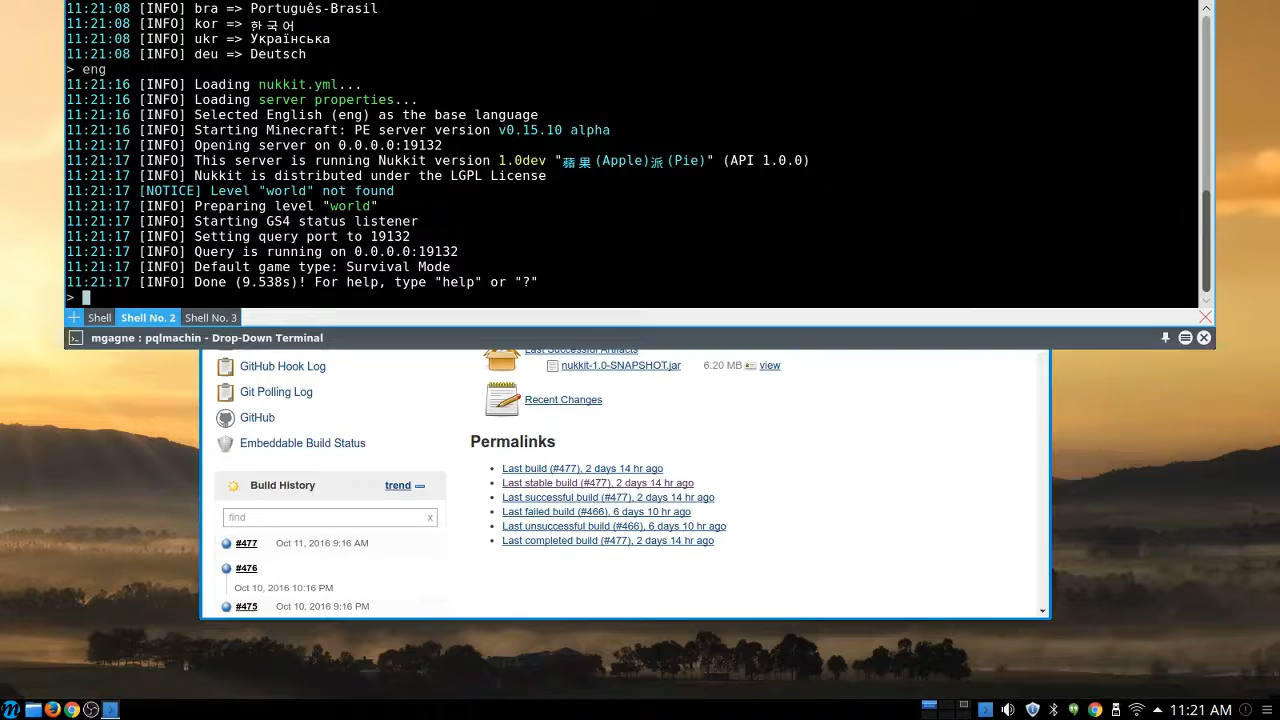 11:21:08 [INFO] bra => Português-Brasil
11:21:08 [INFO] kor => 한국어
11:21:08 [INFO] ukr => Українська
11:21:08 [INFO] deu => Deutsch
> eng
11:21:16 [INFO] Loading nukkit.yml...
11:21:16 [INFO] Loading server properties...
11:21:16 [INFO] Selected English (eng) as the base language
11:21:16 [INFO] Starting Minecraft: PE server version v0.15.10 alpha
11:21:17 [INFO] Opening server on 0.0.0.0:19132
11:21:17 [INFO] This server is running Nukkit version 1.0dev "蘋果(Apple)派(Pie)" (API 1.0.0)
11:21:17 [INFO] Nukkit is distributed under the LGPL License
[NOTICE] Level "world" not found
11:21:17 [INFO] Preparing level "world"
11:21:17 [INFO] Starting GS4 status listener
11:21:17 [INFO] Setting query port to 19132
11:21:17 [INFO] Query is running on 0.0.0.0:19132
11:21:17 [INFO] Default game type: Survival Mode
11:21:17 [INFO] Done (9.538s)! For help, type "help" or "?"
>
Shell Shell No. 2 Shell No. 3
mgagne : pqlmachin - Drop-Down Terminal
Last Successful Artifacts
GitHub Hook Log
nukkit-1.0-SNAPSHOT.jar 6.20 MB view
Git Polling Log
Recent Changes
GitHub
Embeddable Build Status
Permalinks
Last build (#477), 2 days 14 hr ago
Last stable build (#477), 2 days 14 hr ago
Last successful build (#477), 2 days 14 hr ago
Last failed build (#466), 6 days 10 hr ago
Last unsuccessful build (#466), 6 days 10 hr ago
Last completed build (#477), 2 days 14 hr ago
Build History trend
find x
#477 Oct 11, 2016 9:16 AM
#476
Oct 10, 2016 10:16 PM
#475 Oct 10, 2016 9:16 PM
11:21 AM